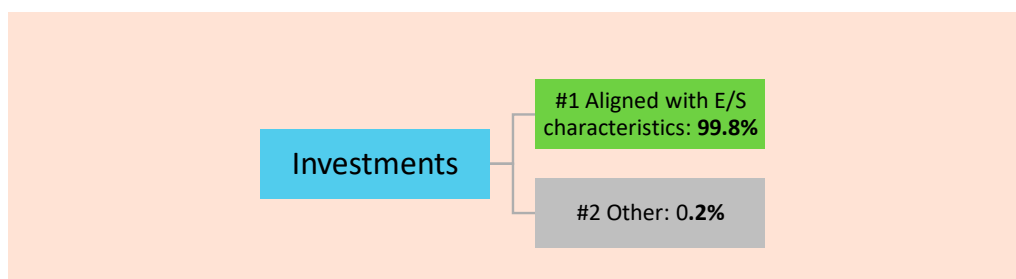 Investments
#1 Aligned with E/S
characteristics: 99.8%
#2 Other: 0.2%